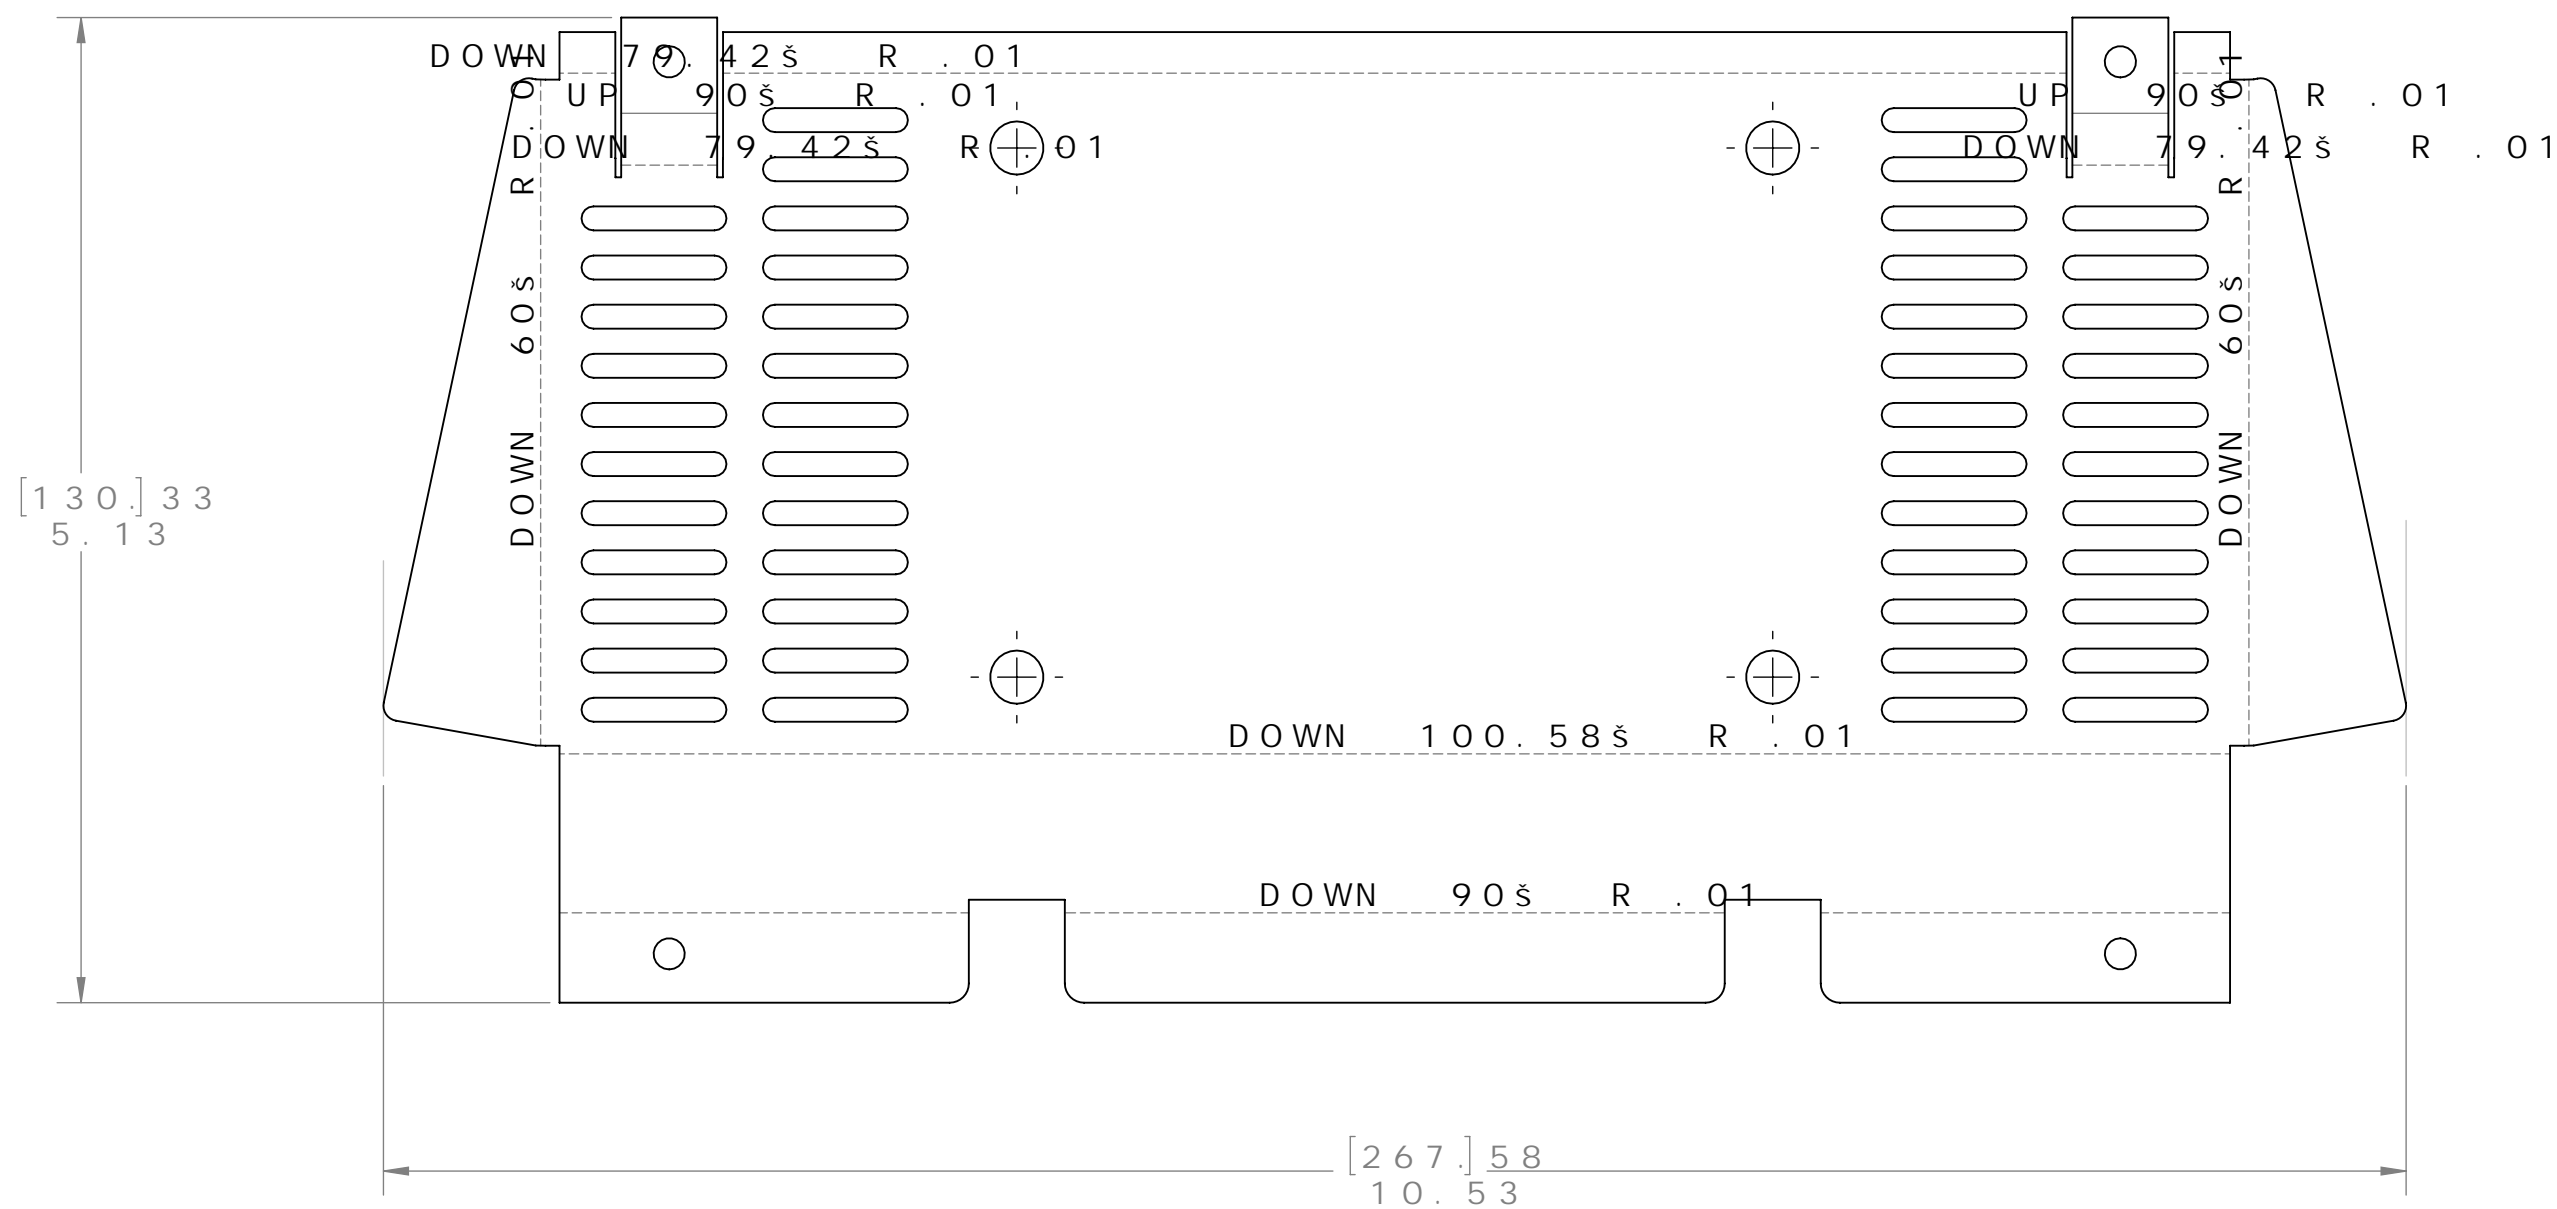 DOWN 79.42š R .01
UP 90š R .01
UP 90š R .01
DOWN 79.42š R .01
DOWN 79.42š R .01
DOWN 60š R .01
DOWN 60š R .01
[130.]33
5.13
DOWN 100.58š R .01
DOWN 90š R .01
[267.]58
10.53